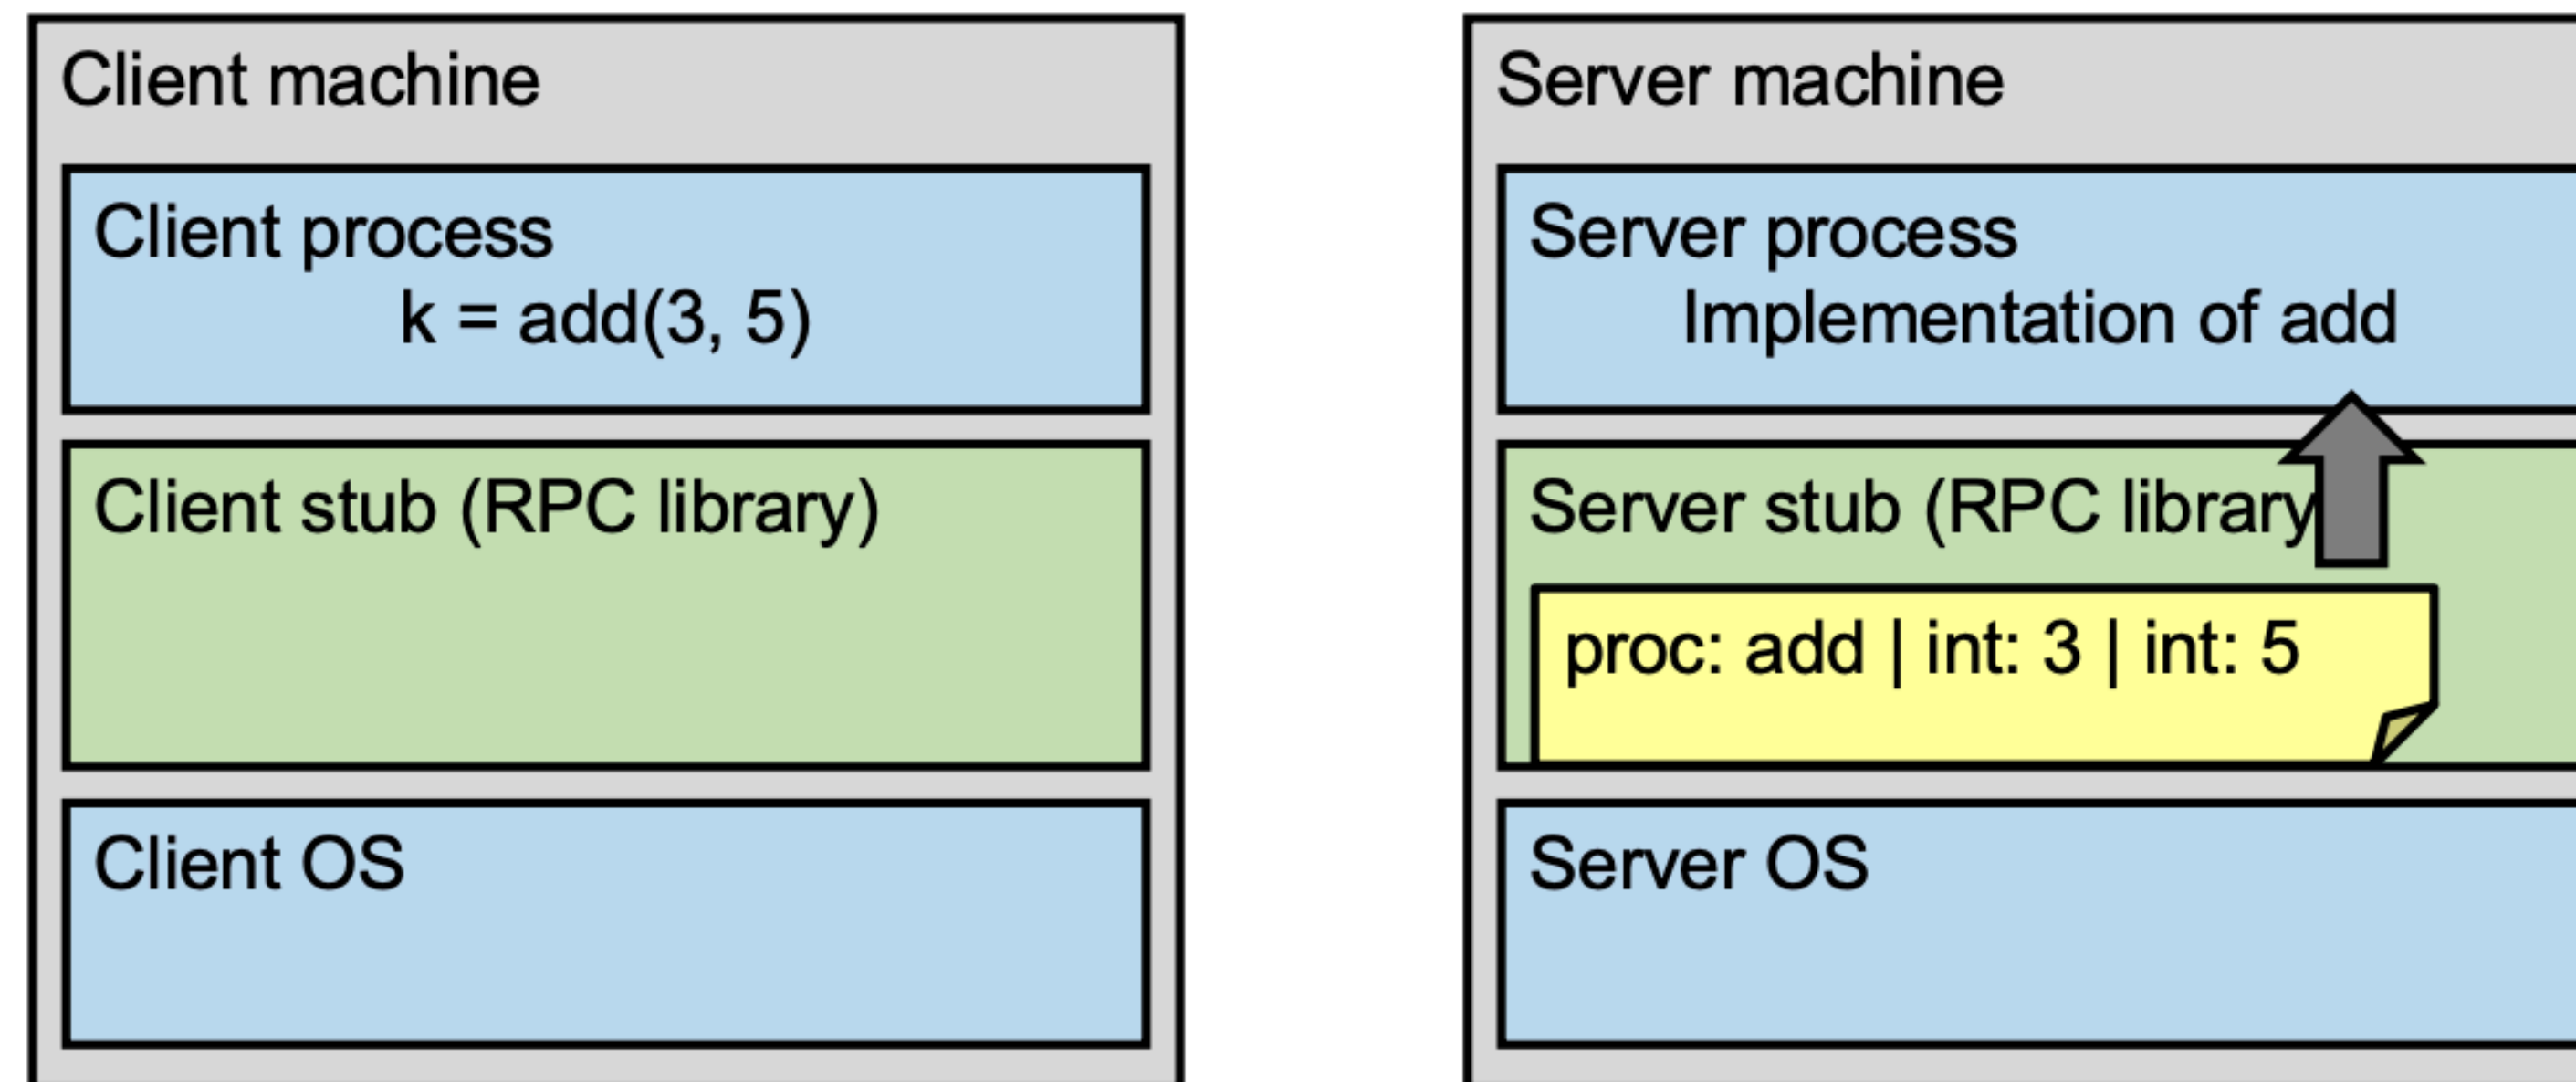 Client machine
Client process
k = add(3, 5)
Client stub (RPC library)
Client OS
Server machine
Server process
Implementation of add
Server stub (RPC library
proc: add | int: 3 | int: 5
Server OS